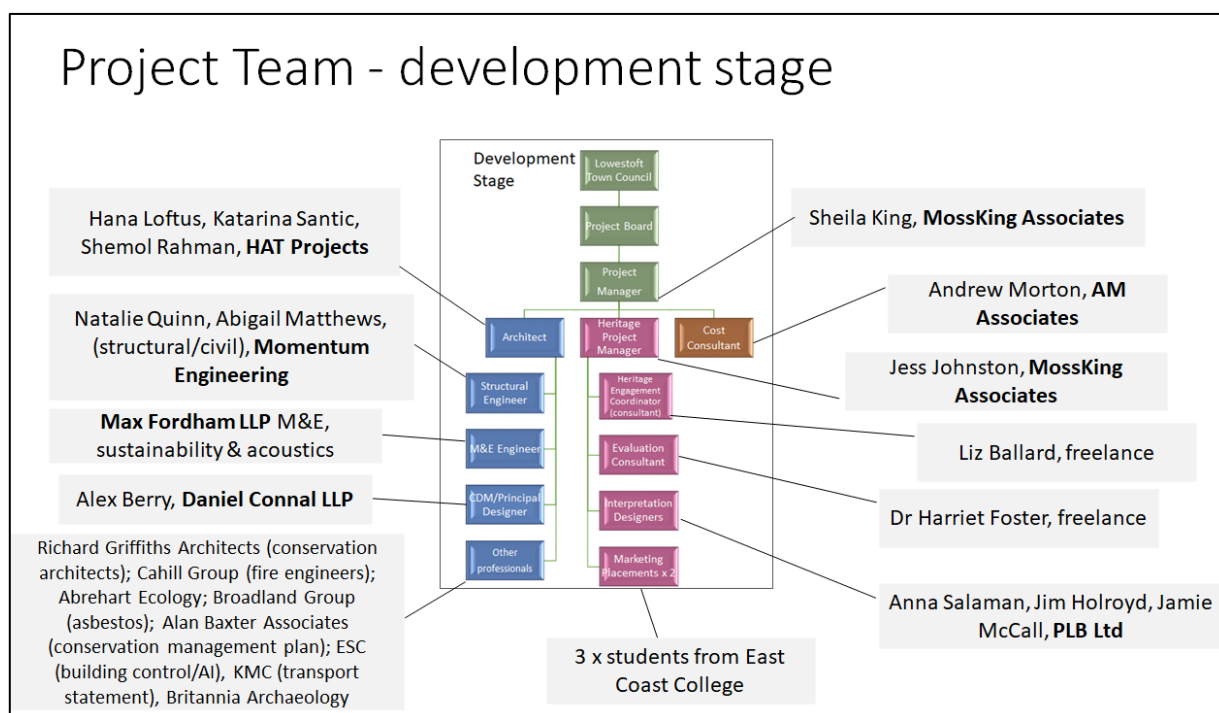 Project Team - development stage
Development
Stage
Lowestoft
Town Council
Project Board
Project
Manager
Architect
Heritage
Project
Manager
Cost
Consultant
Structural
Engineer
M&E Engineer
CDM/Principal
Designer
Other
professionals
Heritage
Engagement
Coordinator
(consultant)
Evaluation
Consultant
Interpretation
Designers
Marketing
Placements x 2
Hana Loftus, Katarina Santic,
Shemol Rahman, HAT Projects
Natalie Quinn, Abigail Matthews,
(structural/civil), Momentum
Engineering
Max Fordham LLP M&E,
sustainability & acoustics
Alex Berry, Daniel Connal LLP
Richard Griffiths Architects (conservation
architects); Cahill Group (fire engineers);
Abrehart Ecology; Broadland Group
(asbestos); Alan Baxter Associates
(conservation management plan); ESC
(building control/AI), KMC (transport
statement), Britannia Archaeology
Sheila King, MossKing Associates
Andrew Morton, AM
Associates
Jess Johnston, MossKing
Associates
Liz Ballard, freelance
Dr Harriet Foster, freelance
Anna Salaman, Jim Holroyd, Jamie
McCall, PLB Ltd
3 x students from East
Coast College